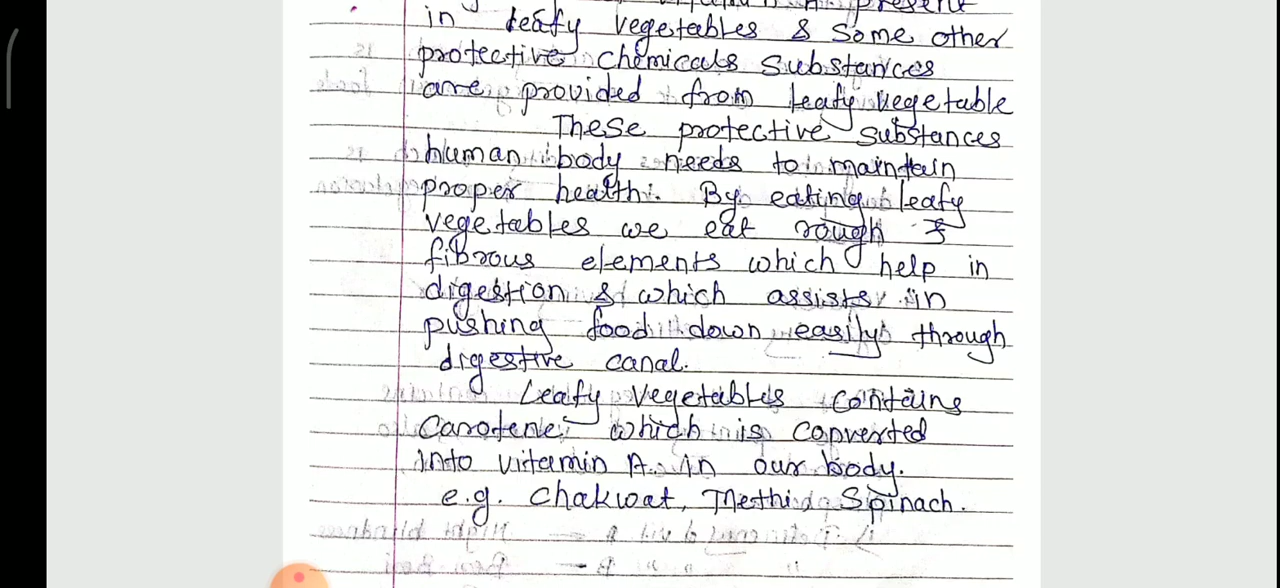 Vitamin A present
in leafy vegetables & some other
protective chemicals substances
are provided from leafy vegetable
These protective substances
human body needs to maintain
proper health. By eating leafy
vegetables we eat rough &
fibrous elements which help in
digestion & which assists in
pushing food down easily through
digestive canal.
Leafy vegetables contains
Carotene which is converted
into vitamin A. in our body.
e.g. Chakwat, Methi, Spinach.